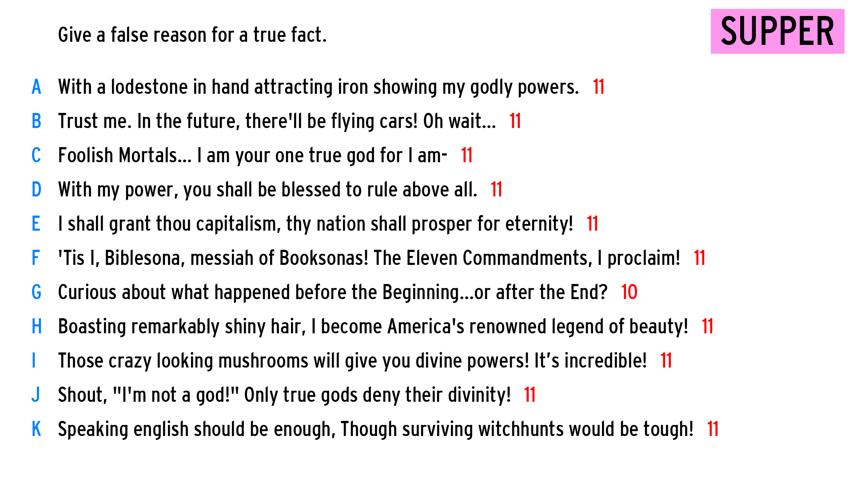 Give a false reason for a true fact.
SUPPER
A With a lodestone in hand attracting iron showing my godly powers. 11
B Trust me. In the future, there'll be flying cars! Oh wait... 11
C Foolish Mortals... I am your one true god for I am- 11
D With my power, you shall be blessed to rule above all. 11
E I shall grant thou capitalism, thy nation shall prosper for eternity! 11
F 'Tis I, Biblesona, messiah of Booksonas! The Eleven Commandments, I proclaim! 11
G Curious about what happened before the Beginning...or after the End? 10
H Boasting remarkably shiny hair, I become America's renowned legend of beauty! 11
I Those crazy looking mushrooms will give you divine powers! It’s incredible! 11
J Shout, "I'm not a god!" Only true gods deny their divinity! 11
K Speaking english should be enough, Though surviving witchhunts would be tough! 11